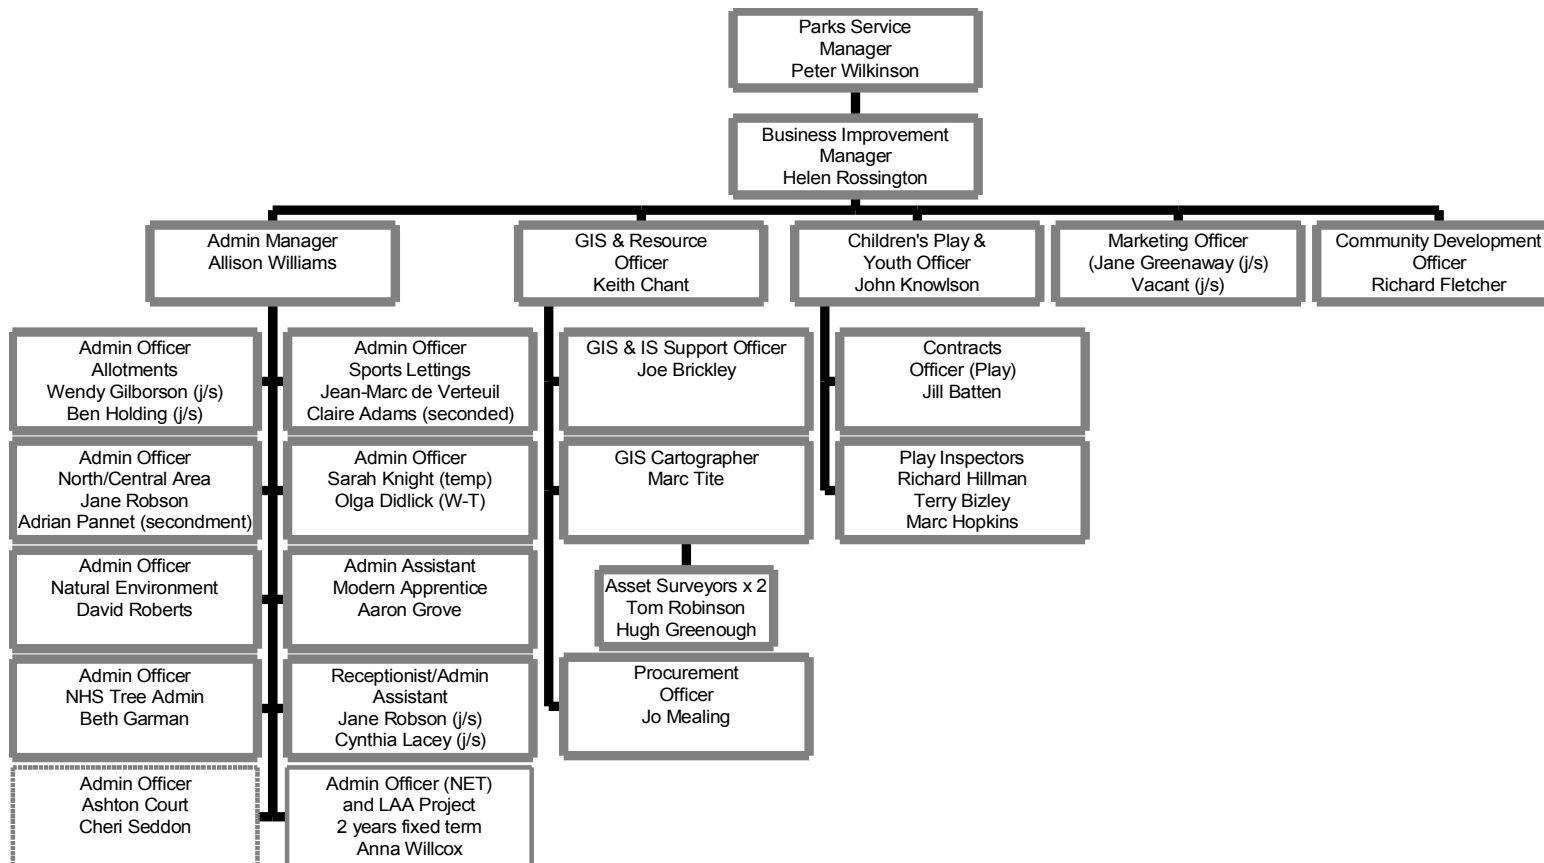 Parks Service
Manager
Peter Wilkinson
Business Improvement
Manager
Helen Rossington
Admin Manager
Allison Williams
GIS & Resource
Officer
Keith Chant
Children's Play &
Youth Officer
John Knowlson
Marketing Officer
(Jane Greenaway (j/s)
Vacant (j/s)
Community Development
Officer
Richard Fletcher
Admin Officer
Allotments
Wendy Gilborson (j/s)
Ben Holding (j/s)
Admin Officer
Sports Lettings
Jean-Marc de Verteuil
Claire Adams (seconded)
GIS & IS Support Officer
Joe Brickley
Contracts
Officer (Play)
Jill Batten
Admin Officer
North/Central Area
Jane Robson
Adrian Pannet (secondment)
Admin Officer
Sarah Knight (temp)
Olga Didlick (W-T)
GIS Cartographer
Marc Tite
Play Inspectors
Richard Hillman
Terry Bizley
Marc Hopkins
Admin Officer
Natural Environment
David Roberts
Admin Assistant
Modern Apprentice
Aaron Grove
Asset Surveyors x 2
Tom Robinson
Hugh Greenough
Admin Officer
NHS Tree Admin
Beth Garman
Receptionist/Admin
Assistant
Jane Robson (j/s)
Cynthia Lacey (j/s)
Procurement
Officer
Jo Mealing
Admin Officer
Ashton Court
Cheri Seddon
Admin Officer (NET)
and LAA Project
2 years fixed term
Anna Willcox